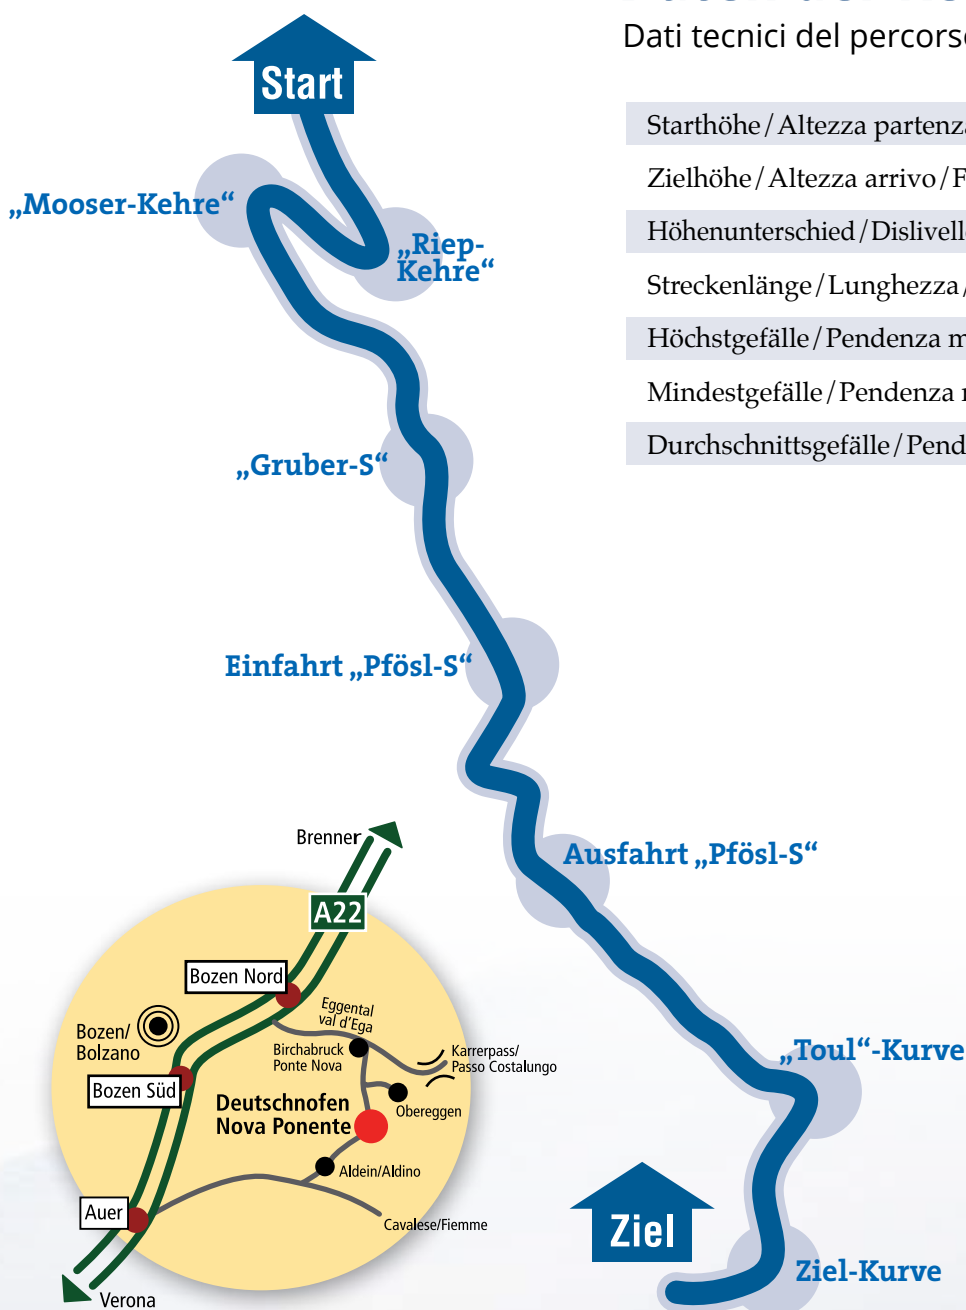 Dati tecnici del percorso
Start
Starthöhe/Altezza partenza
„Mooser-Kehre“
Zielhöhe/Altezza arrivo/F
„Riep-
Kehre“
Höhenunterschied/Dislivello
Streckenlänge/Lunghezza/
Höchstgefälle/Pendenza m
Mindestgefälle/Pendenza
Durchschnittsgefälle/Pend
„Gruber-S“
Einfahrt „Pfösl-S“
Ausfahrt „Pfösl-S“
„Toul“-Kurve
Ziel
Ziel-Kurve
Brenner
A22
Bozen Nord
Eggental
val d'Ega
Bozen/
Bolzano
Birchabruck
Ponte Nova
Karrerpass/
Passo Costalungo
Bozen Süd
Deutschnofen
Nova Ponente
Obereggen
Aldein/Aldino
Auer
Cavalese/Fiemme
Verona